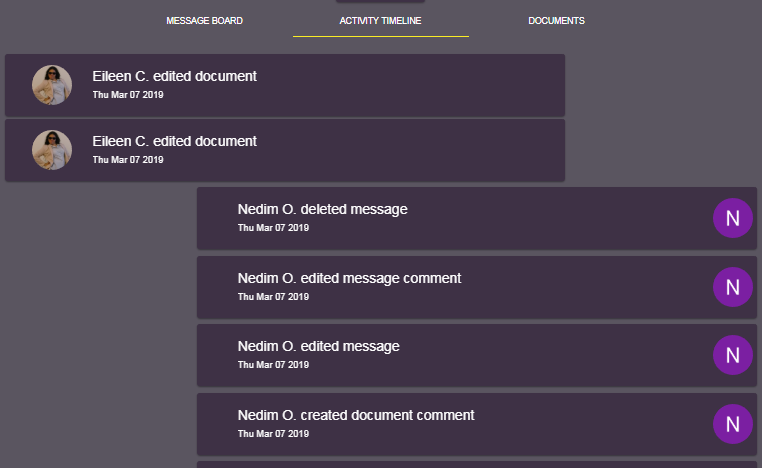 MESSAGE BOARD ACTIVITY TIMELINE DOCUMENTS
Eileen C. edited document
Thu Mar 07 2019
Eileen C. edited document
Thu Mar 07 2019
Nedim O. deleted message
Thu Mar 07 2019
N
Nedim O. edited message comment
Thu Mar 07 2019
N
Nedim O. edited message
Thu Mar 07 2019
N
Nedim O. created document comment
Thu Mar 07 2019
N